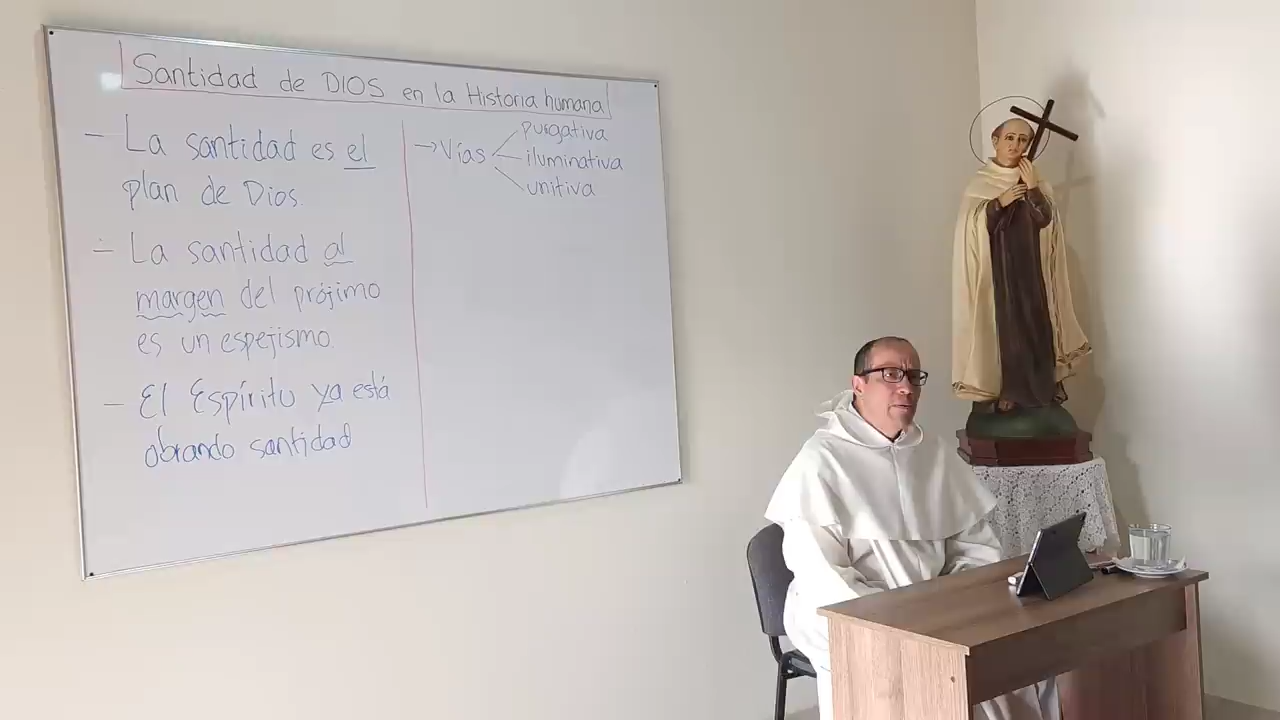 Santidad de DIOS en la Historia humana
- La santidad es el
plan de Dios.
- La santidad al
margen del prójimo
es un espejismo.
- El Espíritu ya está
obrando santidad
→ Vías
purgativa
iluminativa
unitiva